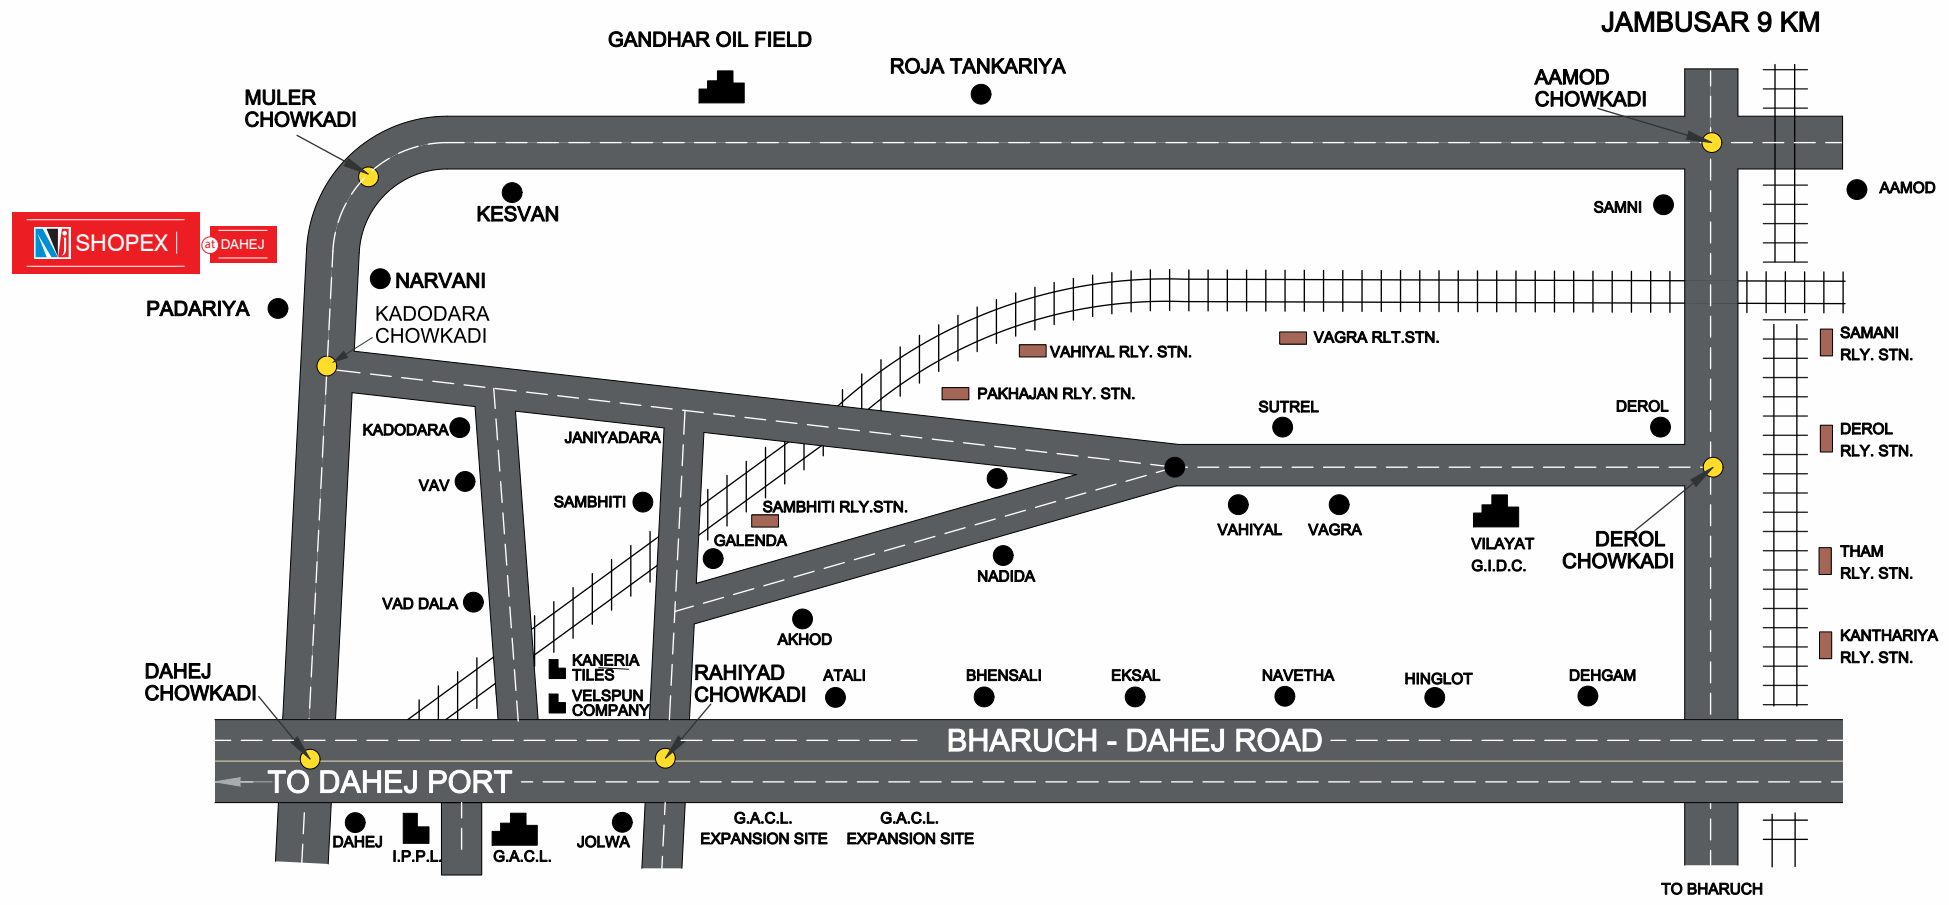 JAMBUSAR 9 KM
GANDHAR OIL FIELD
ROJA TANKARIYA
AAMOD
CHOWKADI
MULER
CHOWKADI
AAMOD
SAMNI
KESVAN
Nj SHOPEX
at DAHEJ
NARVANI
PADARIYA
KADODARA
CHOWKADI
VAHIYAL RLY. STN.
VAGRA RLT.STN.
SAMANI
RLY. STN.
PAKHAJAN RLY. STN.
SUTREL
DEROL
KADODARA
JANIYADARA
DEROL
RLY. STN.
VAV
SAMBHITI
SAMBHITI RLY.STN.
GALENDA
VAHIYAL
VAGRA
VILAYAT
G.I.D.C.
DEROL
CHOWKADI
THAM
RLY. STN.
NADIDA
VAD DALA
AKHOD
KANTHARIYA
RLY. STN.
DAHEJ
CHOWKADI
KANERIA
TILES
VELSPUN
COMPANY
RAHIYAD
CHOWKADI
ATALI
BHENSALI
EKSAL
NAVETHA
HINGLOT
DEHGAM
BHARUCH - DAHEJ ROAD
TO DAHEJ PORT
DAHEJ
I.P.P.L.
G.A.C.L.
JOLWA
G.A.C.L.
EXPANSION SITE
G.A.C.L.
EXPANSION SITE
TO BHARUCH